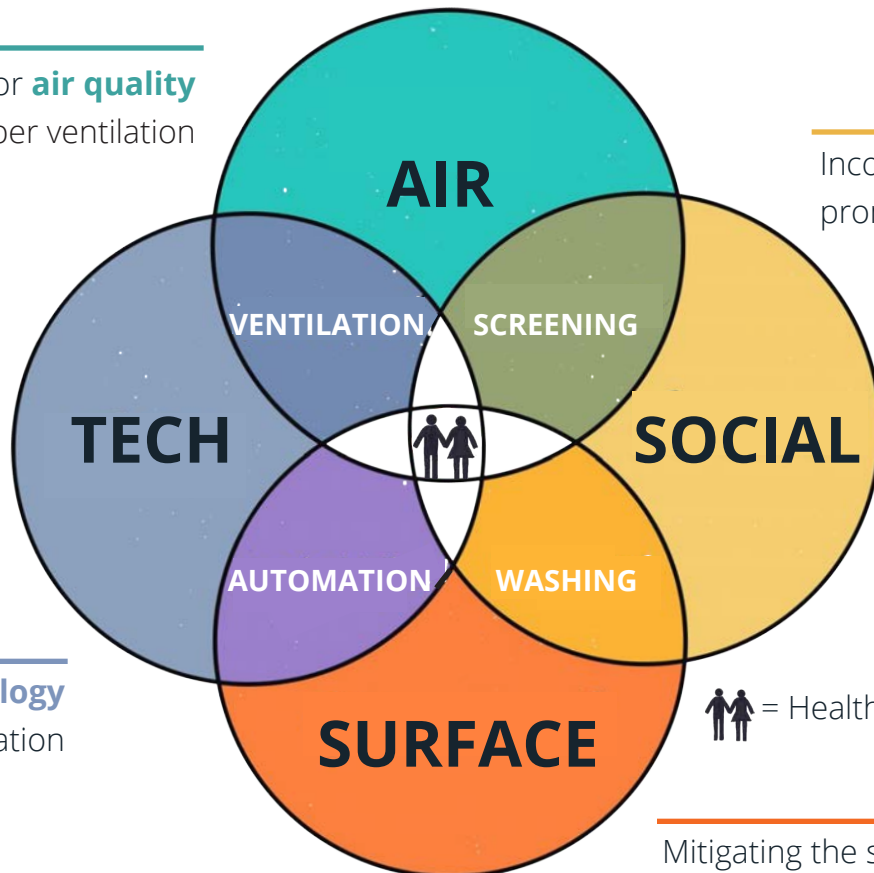 or air quality
per ventilation
Inco
pror
AIR
VENTILATION
SCREENING
TECH
SOCIAL
AUTOMATION
WASHING
logy
ation
SURFACE
= Health
Mitigating the s